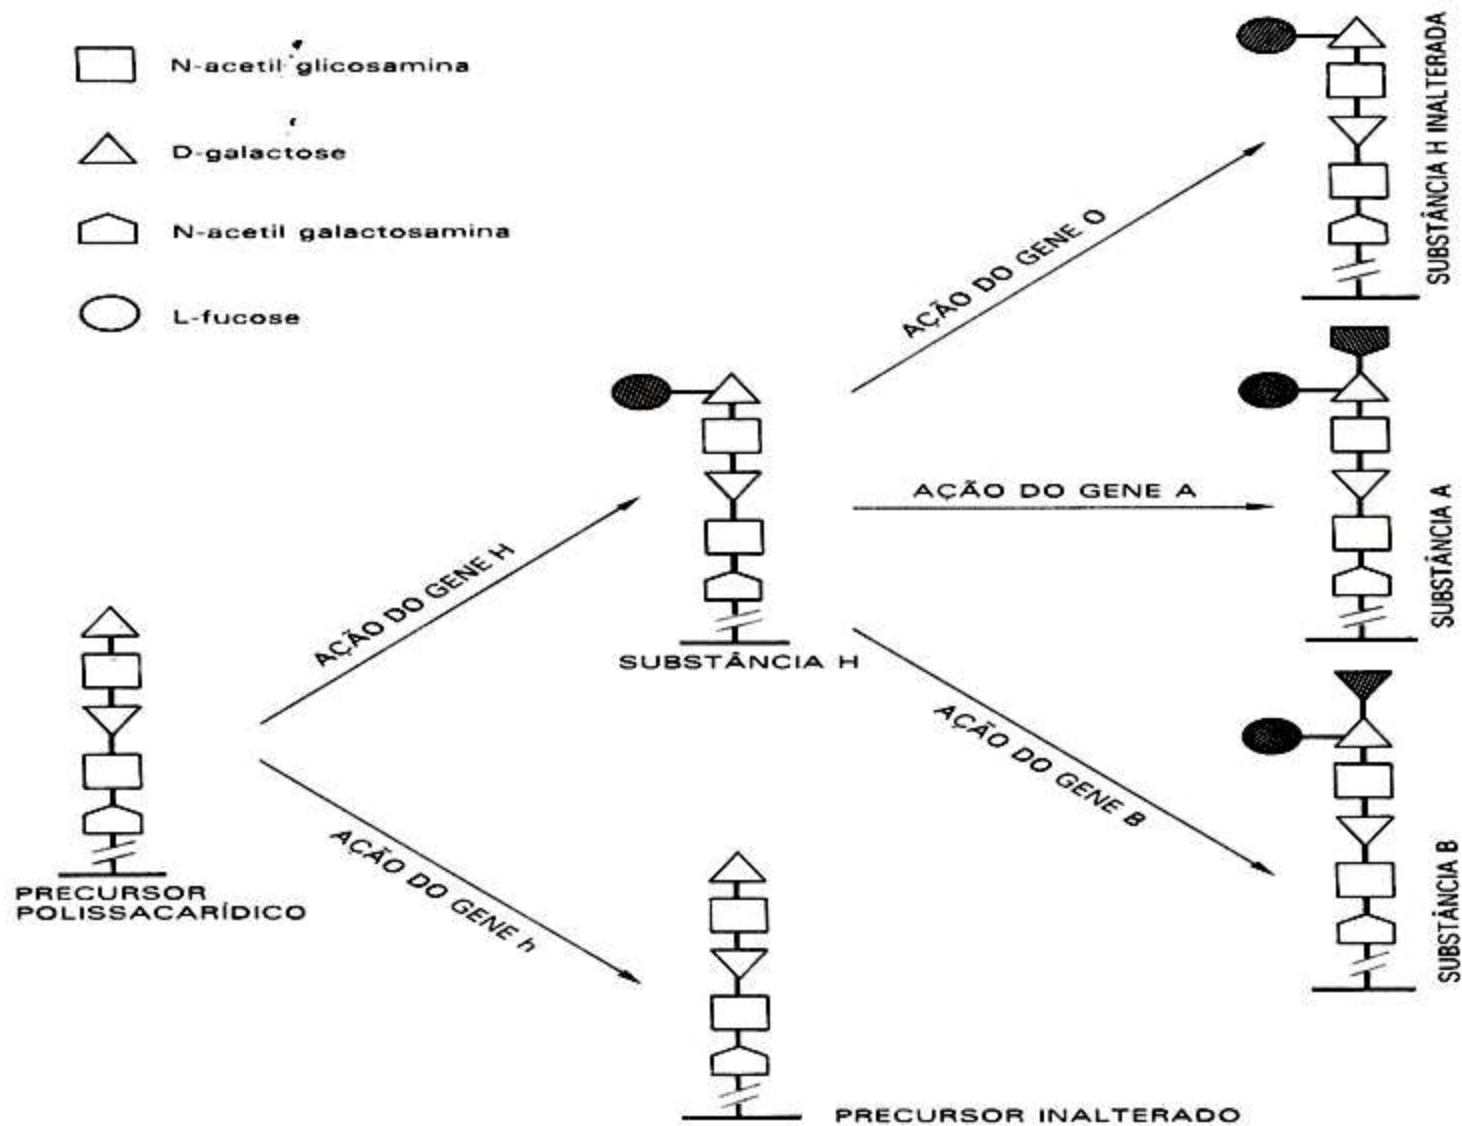 N-acetil glicosamina
D-galactose
N-acetil galactosamina
L-fucose
AÇÃO DO GENE O
SUBSTÂNCIA H INALTERADA
AÇÃO DO GENE A
SUBSTÂNCIA A
AÇÃO DO GENE H
SUBSTÂNCIA H
AÇÃO DO GENE B
SUBSTÂNCIA B
PRECURSOR
POLISSACARÍDICO
AÇÃO DO GENE h
PRECURSOR INALTERADO